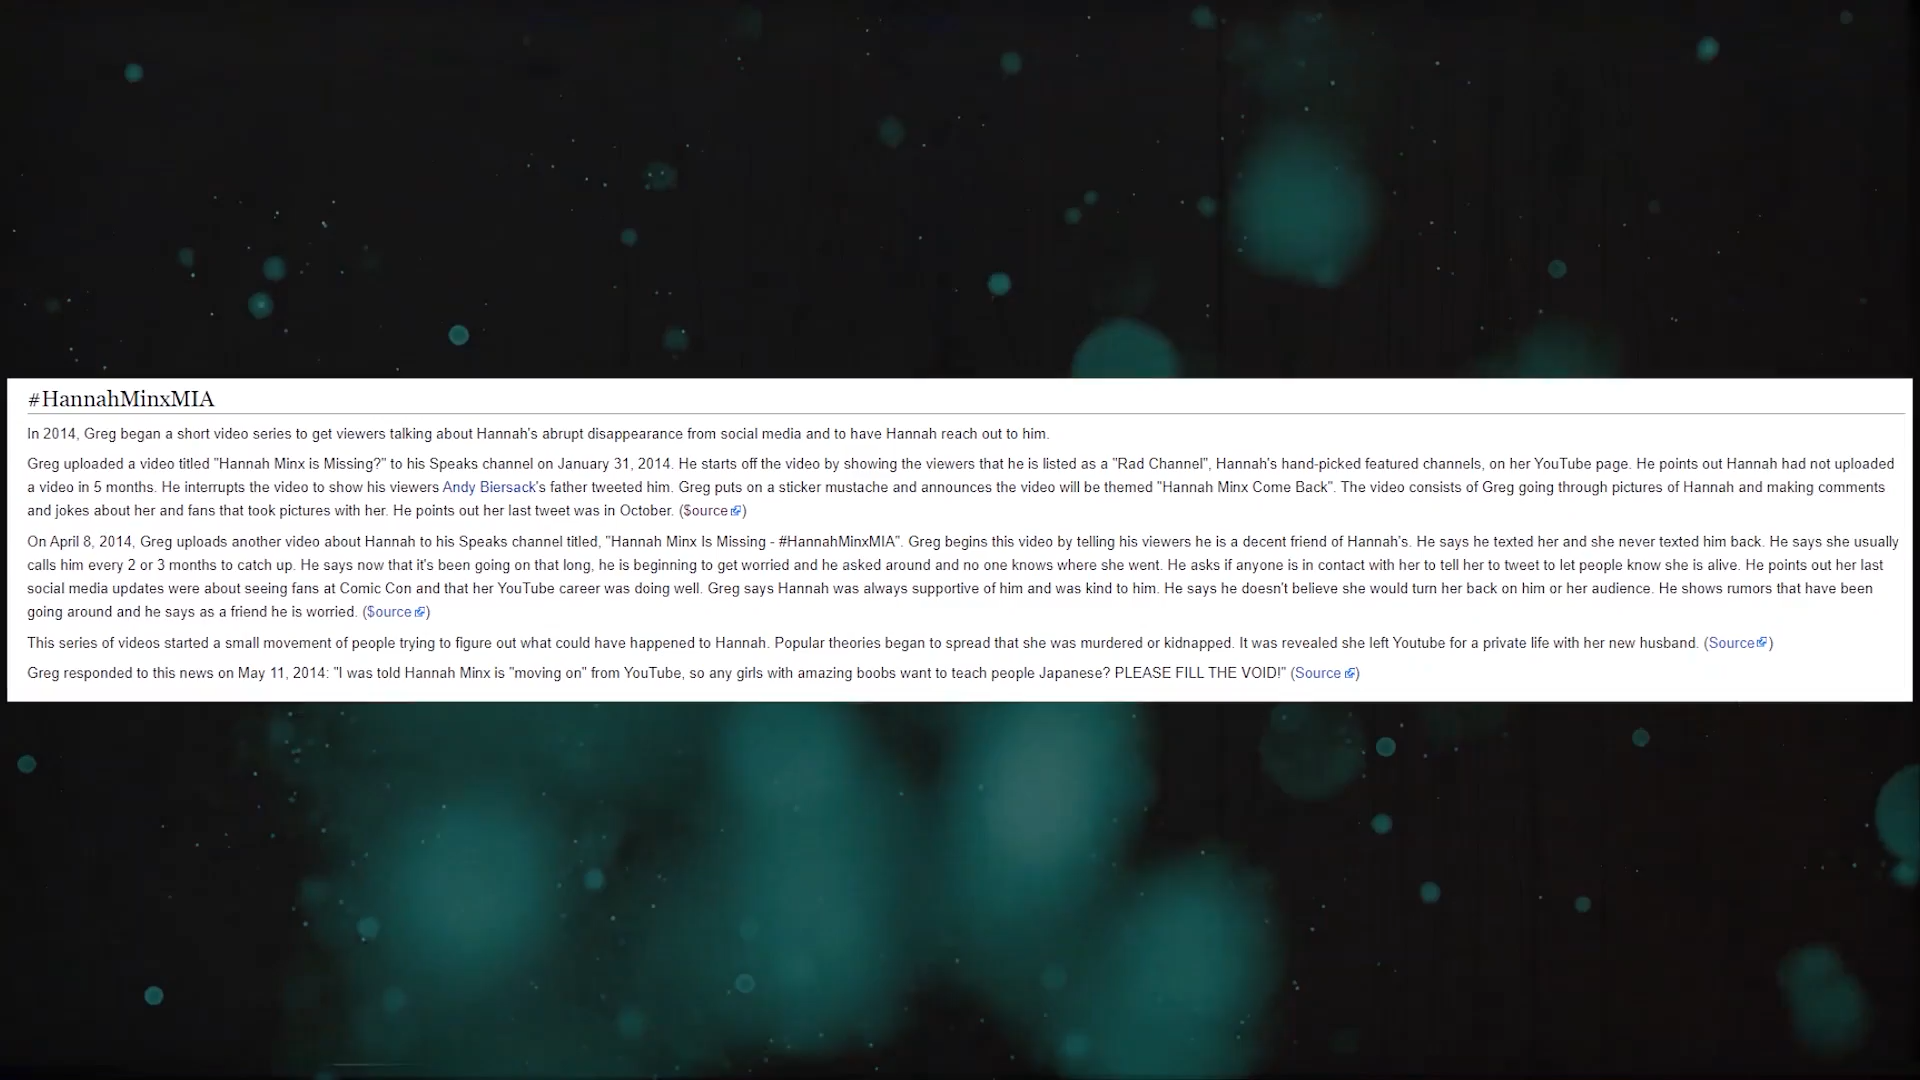 #HannahMinxMIA
In 2014, Greg began a short video series to get viewers talking about Hannah's abrupt disappearance from social media and to have Hannah reach out to him.
Greg uploaded a video titled "Hannah Minx is Missing?" to his Speaks channel on January 31, 2014. He starts off the video by showing the viewers that he is listed as a "Rad Channel", Hannah's hand-picked featured channels, on her YouTube page. He points out Hannah had not uploaded
a video in 5 months. He interrupts the video to show his viewers Andy Biersack's father tweeted him. Greg puts on a sticker mustache and announces the video will be themed "Hannah Minx Come Back". The video consists of Greg going through pictures of Hannah and making comments
and jokes about her and fans that took pictures with her. He points out her last tweet was in October. (Source)
On April 8, 2014, Greg uploads another video about Hannah to his Speaks channel titled, "Hannah Minx Is Missing - #HannahMinxMIA". Greg begins this video by telling his viewers he is a decent friend of Hannah's. He says he texted her and she never texted him back. He says she usually
calls him every 2 or 3 months to catch up. He says now that it's been going on that long, he is beginning to get worried and he asked around and no one knows where she went. He asks if anyone is in contact with her to tell her to tweet to let people know she is alive. He points out her last
social media updates were about seeing fans at Comic Con and that her YouTube career was doing well. Greg says Hannah was always supportive of him and was kind to him. He says he doesn't believe she would turn her back on him or her audience. He shows rumors that have been
going around and he says as a friend he is worried. (Source)
This series of videos started a small movement of people trying to figure out what could have happened to Hannah. Popular theories began to spread that she was murdered or kidnapped. It was revealed she left Youtube for a private life with her new husband. (Source)
Greg responded to this news on May 11, 2014: "I was told Hannah Minx is "moving on" from YouTube, so any girls with amazing boobs want to teach people Japanese? PLEASE FILL THE VOID!" (Source)